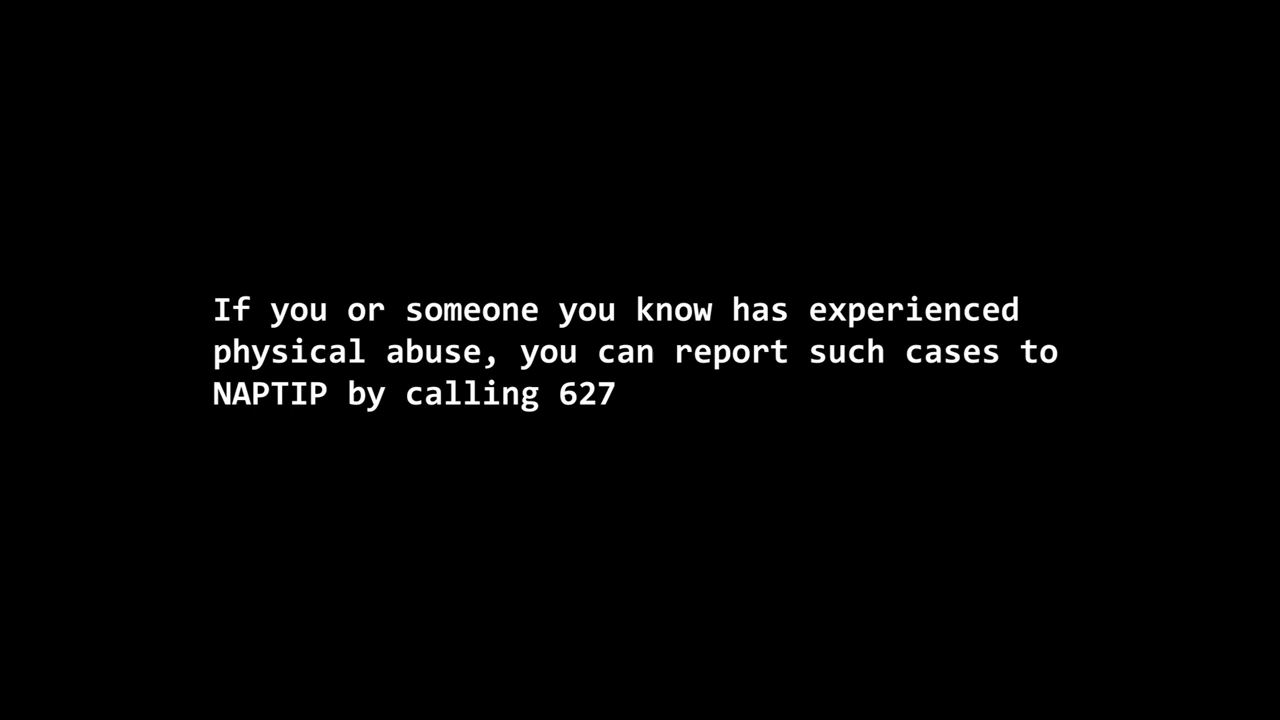 If you or someone you know has experienced
physical abuse, you can report such cases to
NAPTIP by calling 627